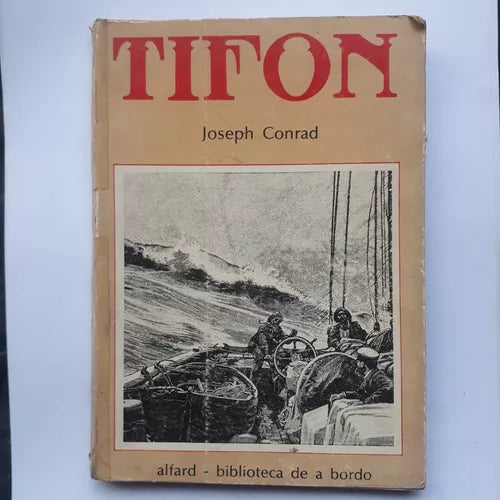 TIFON
Joseph Conrad
alfard - biblioteca de a bordo